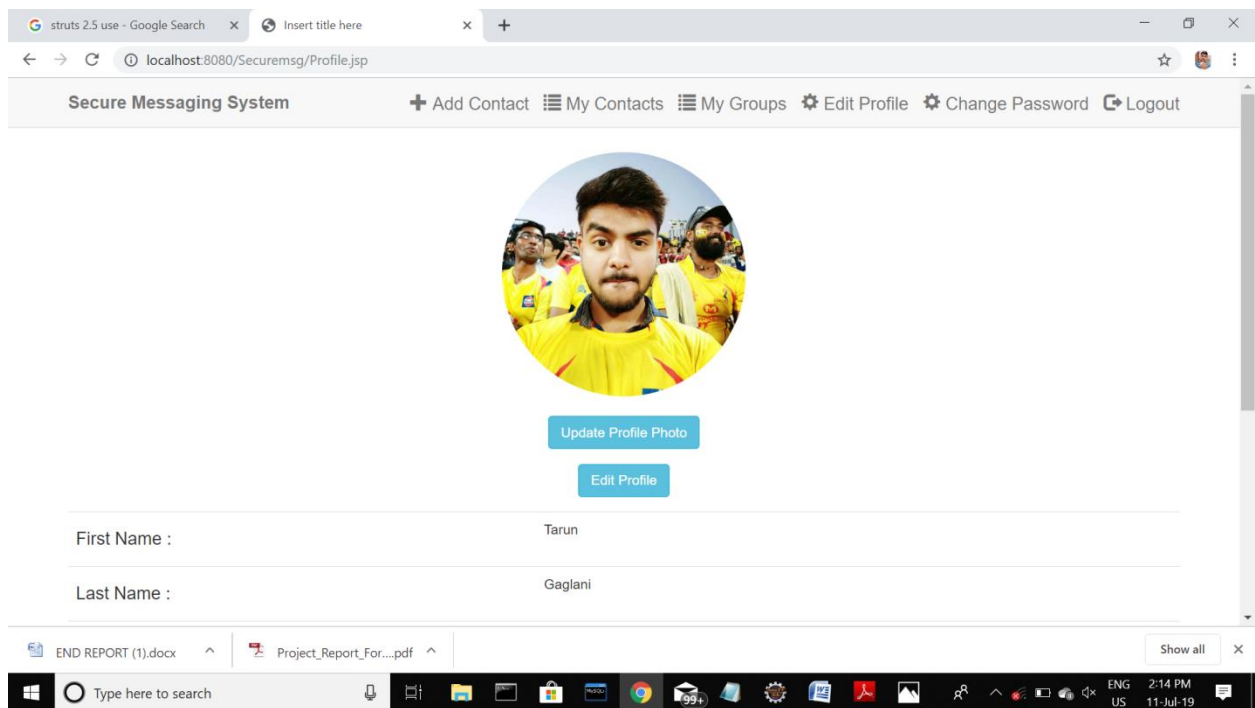 struts 2.5 use - Google Search
Insert title here
localhost:8080/Securemsg/Profile.jsp
Secure Messaging System
Add Contact My Contacts My Groups Edit Profile Change Password Logout
Update Profile Photo
Edit Profile
First Name : Tarun
Last Name : Gaglani
END REPORT (1).docx
Project_Report_For....pdf
Show all
Type here to search
99+
ENG
US
2:14 PM
11-Jul-19